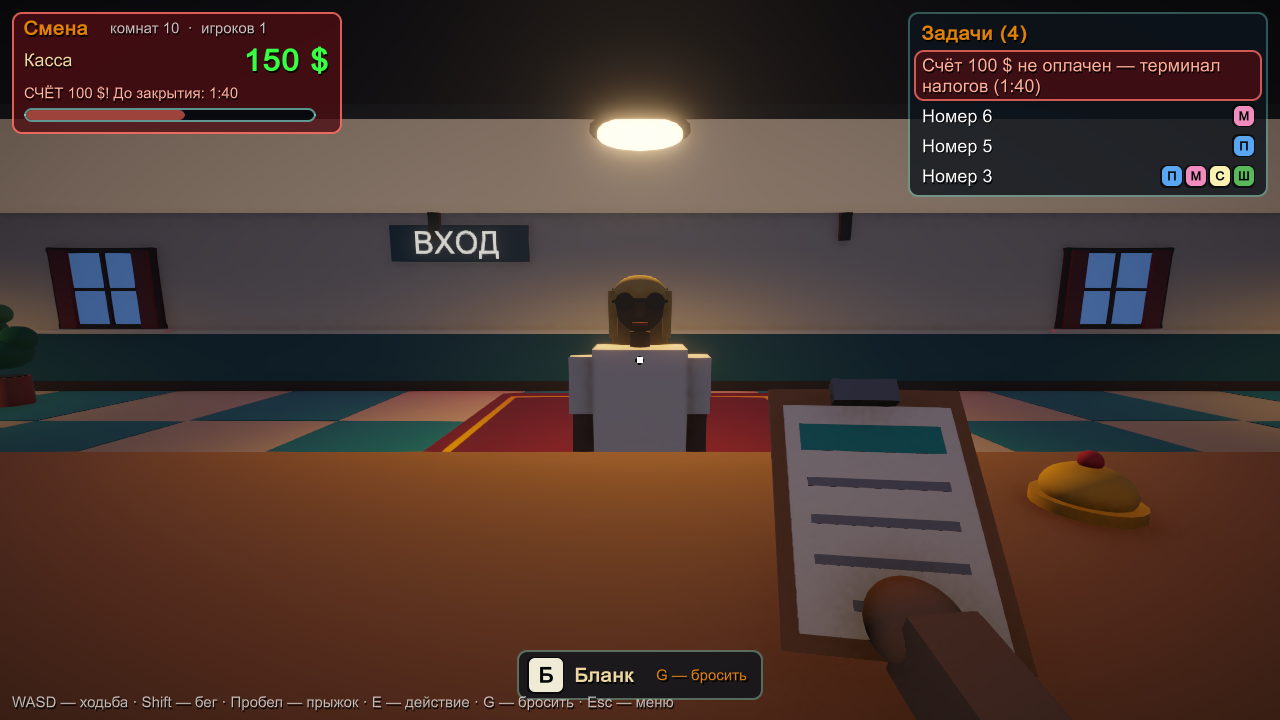 Смена комнат 10 · игроков 1
Касса 150 $
СЧЁТ 100 $! До закрытия: 1:40
Задачи (4)
Счёт 100 $ не оплачен — терминал
налогов (1:40)
Номер 6 М
Номер 5 П
Номер 3 П М С Ш
ВХОД
Б Бланк G — бросить
WASD — ходьба · Shift — бег · Пробел — прыжок · E — действие · G — бросить · Esc — меню